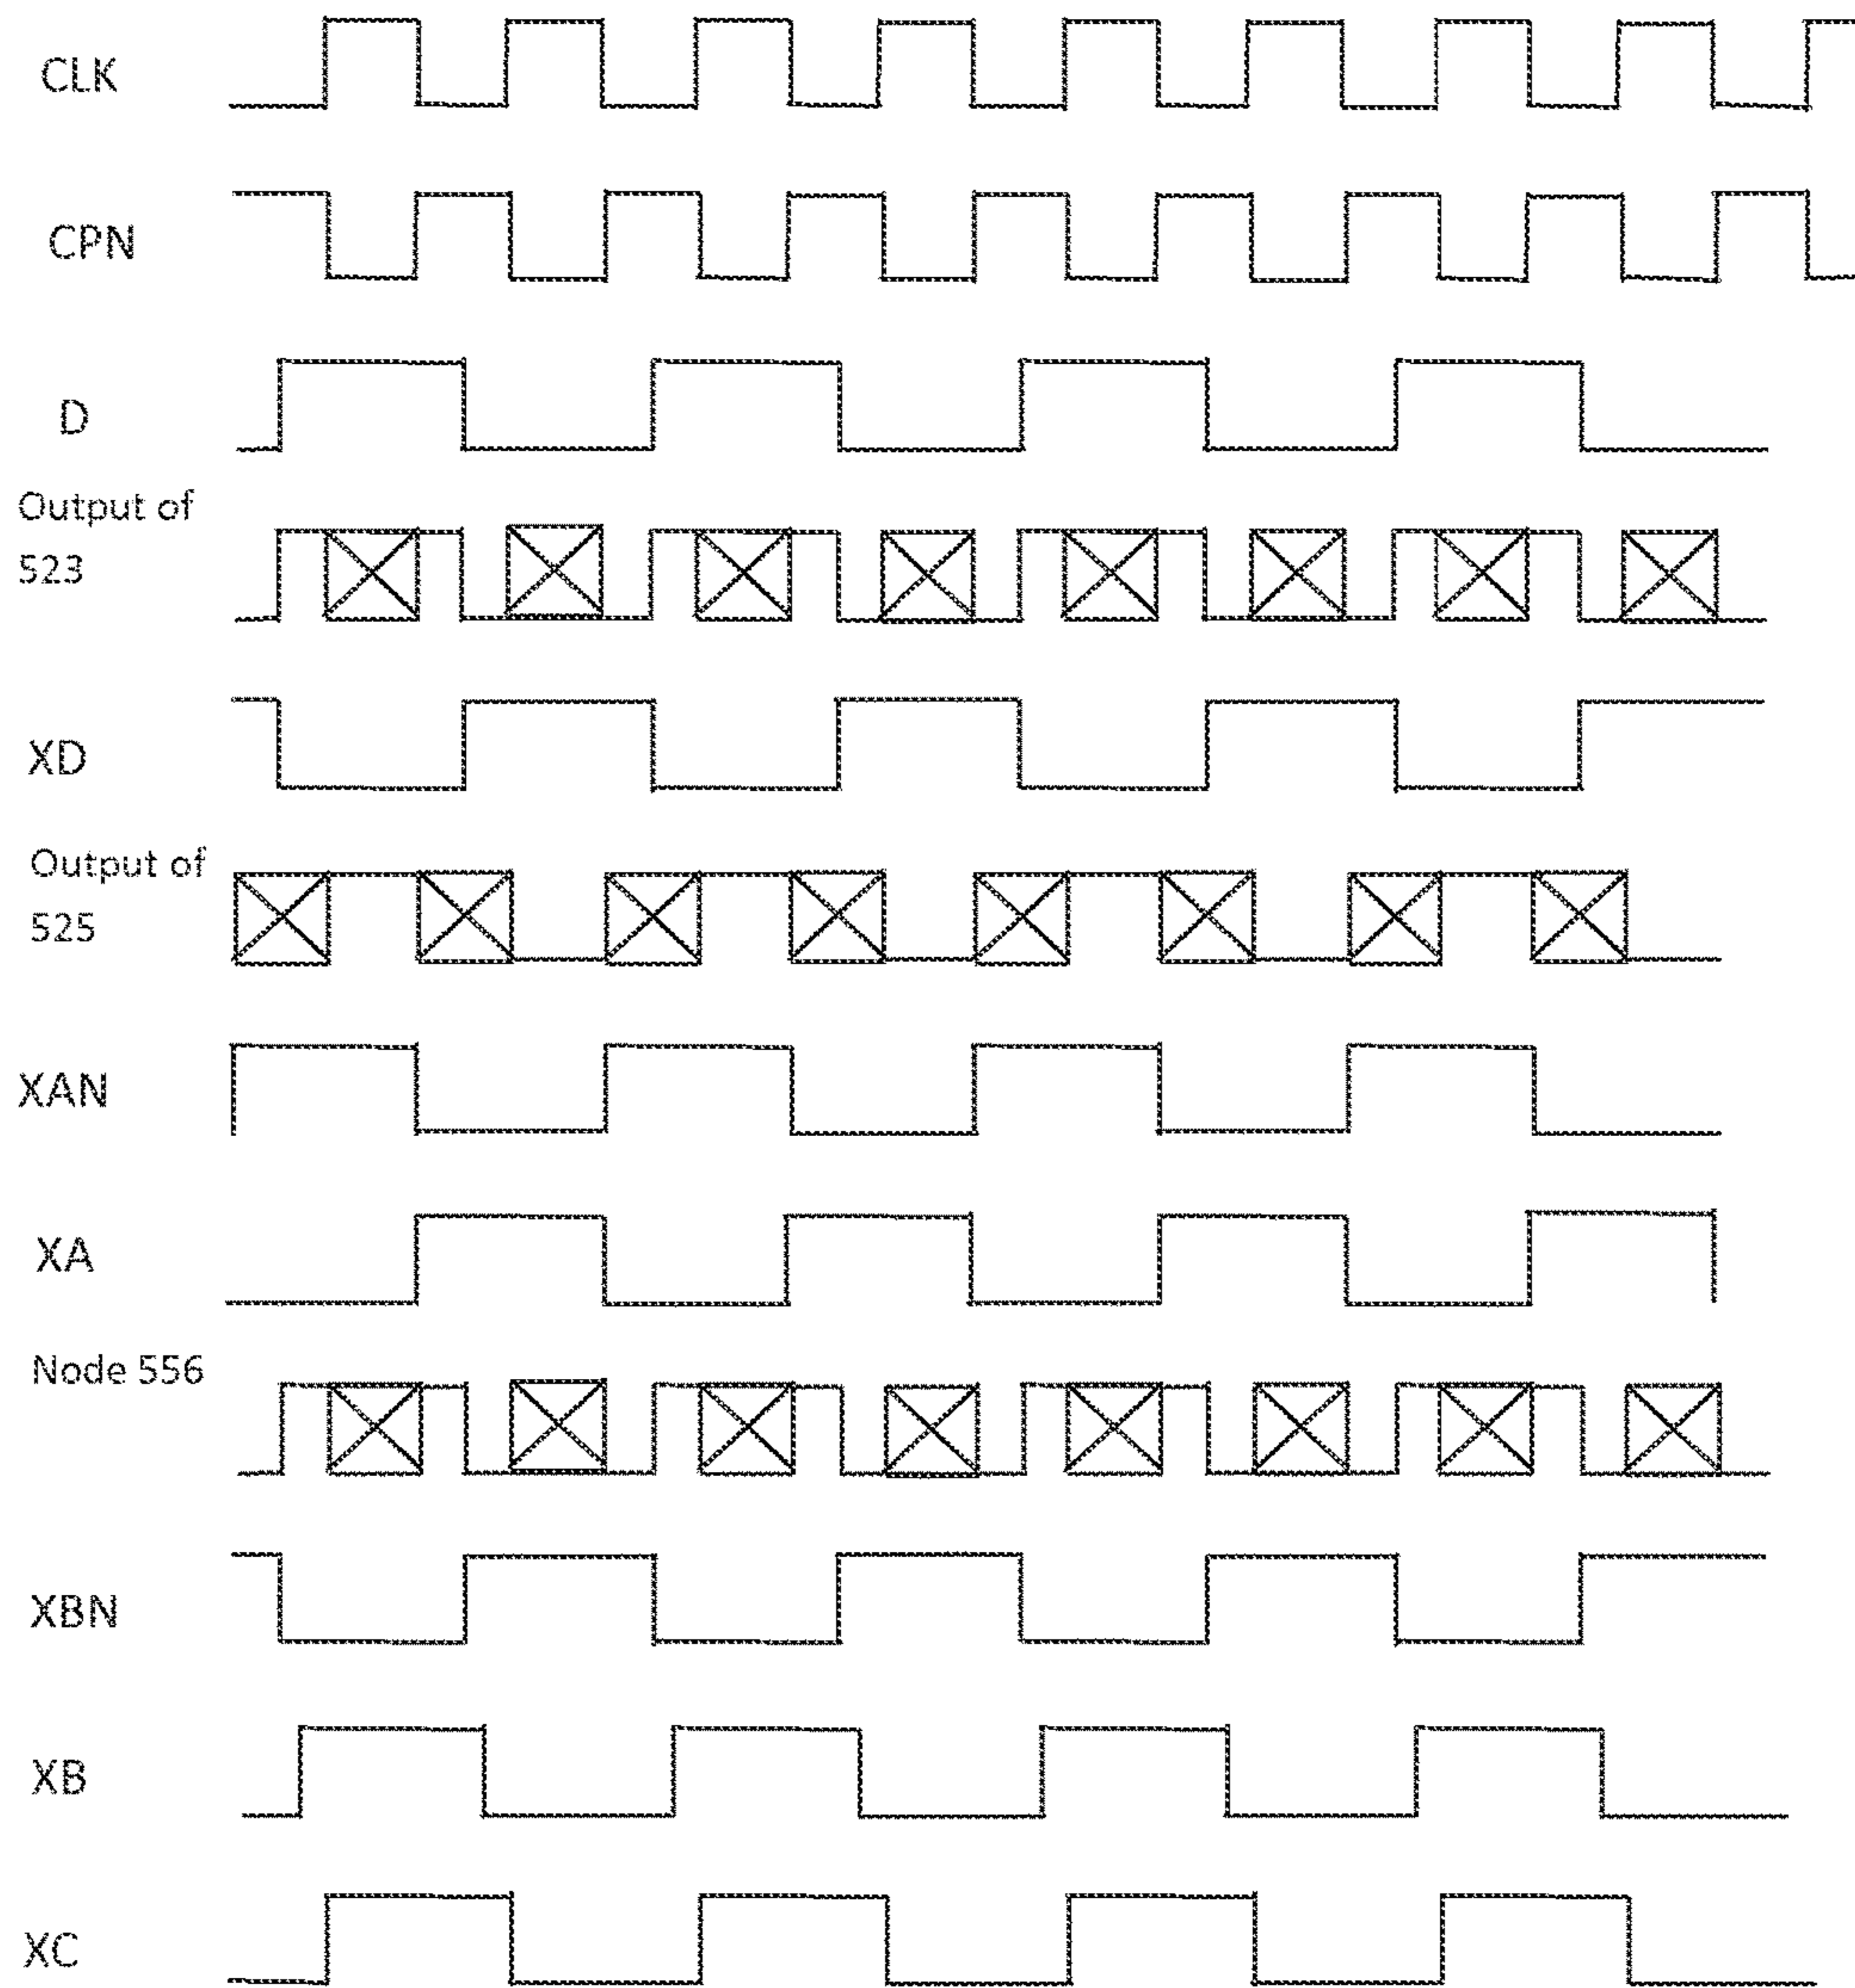 CLK
CPN
D
Output of
523
XD
Output of
525
XAN
XA
Node 556
XBN
XB
XC